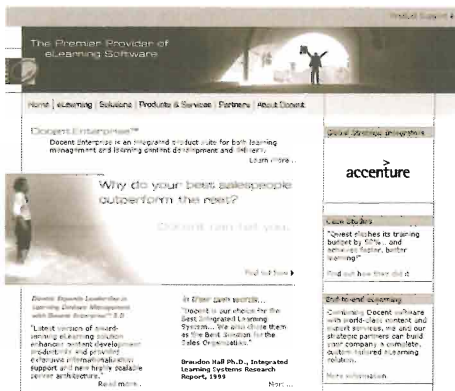 Product Support
The Premier Provider of
eLearning Software
Home | eLearning | Solutions | Products & Services | Partners | About Docent
Docent Enterprise™
Docent Enterprise is an integrated product suite for both learning
management and learning content development and delivery.
Learn more...
Global Strategic Integrators
accenture
Why do your best salespeople
outperform the rest?
Docent can tell you.
Find out how
Case Studies
"Qwest slashes its training
budget by 50%... and
achieves faster, better
learning!"
Find out how they did it
Docent Expands Leadership in
Learning Content Management
with Docent Enterprise™
"Latest version of award-
winning eLearning solution
enhances content development
productivity and provides
extensive internationalization
support and new highly scalable
server architecture."
Read more...
In their own words...
"Docent is our choice for the
Best Integrated Learning
System... We also chose them
as the Best Solution for the
Sales Organization."
Brandon Hall Ph.D., Integrated
Learning Systems Research
Report, 1999
More...
End-to-end eLearning
Combining Docent software
with world-class content and
expert services, we and our
strategic partners can build
your company a complete,
custom tailored eLearning
solution.
More information